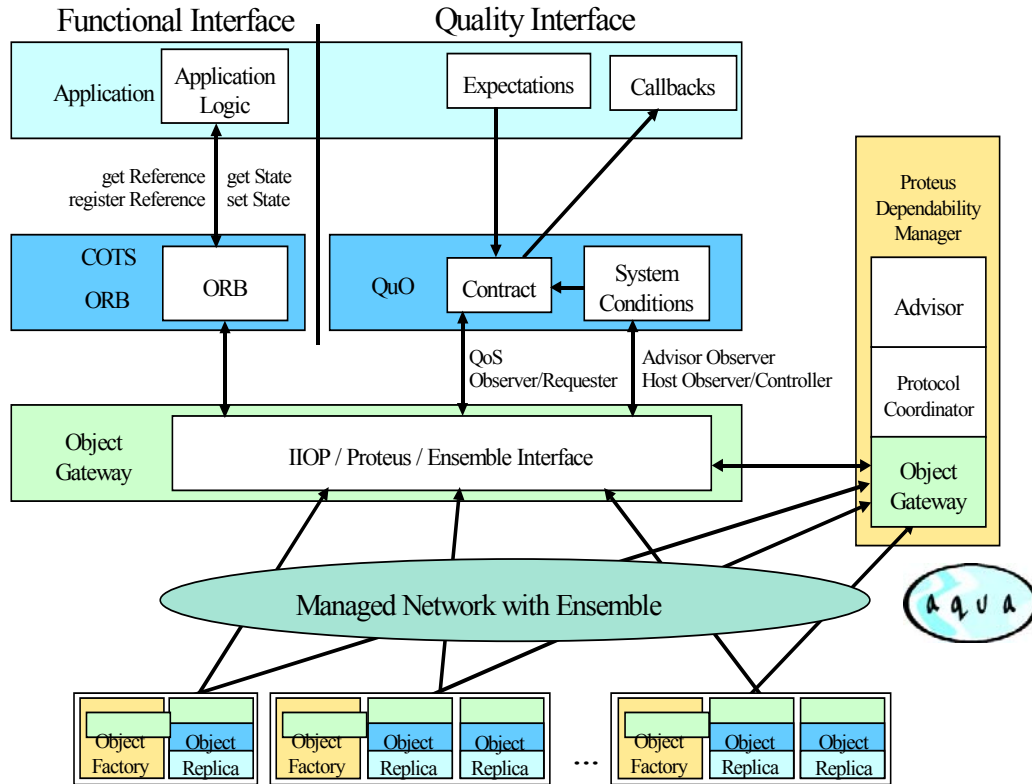 Functional Interface
Quality Interface
Application
Application
Logic
Expectations
Callbacks
get Reference
register Reference
get State
set State
COTS
ORB
ORB
QuO
Contract
System
Conditions
QoS
Observer/Requester
Advisor Observer
Host Observer/Controller
Object
Gateway
IIOP / Proteus / Ensemble Interface
Proteus
Dependability
Manager
Advisor
Protocol
Coordinator
Object
Gateway
Managed Network with Ensemble
aqua
Object
Factory
Object
Replica
Object
Factory
Object
Replica
Object
Replica
...
Object
Factory
Object
Replica
Object
Replica